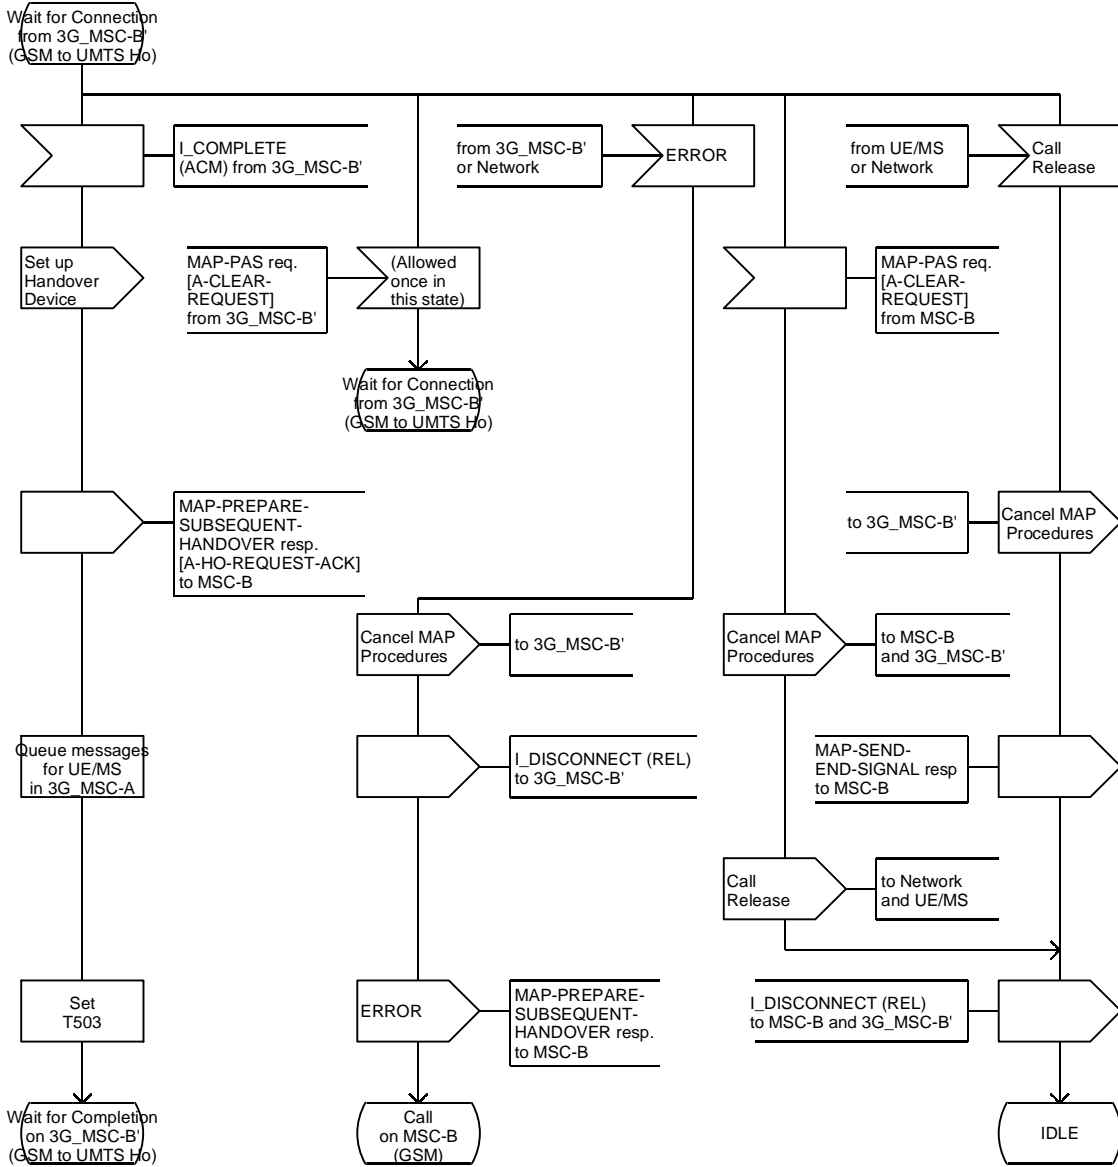 Wait for Connection
from 3G_MSC-B'
(GSM to UMTS Ho)
I_COMPLETE
(ACM) from 3G_MSC-B'
from 3G_MSC-B'
or Network
ERROR
from UE/MS
or Network
Call
Release
Set up
Handover
Device
MAP-PAS req.
[A-CLEAR-
REQUEST]
from 3G_MSC-B'
(Allowed
once in
this state)
MAP-PAS req.
[A-CLEAR-
REQUEST]
from MSC-B
Wait for Connection
from 3G_MSC-B'
(GSM to UMTS Ho)
MAP-PREPARE-
SUBSEQUENT-
HANDOVER resp.
[A-HO-REQUEST-ACK]
to MSC-B
to 3G_MSC-B'
Cancel MAP
Procedures
Cancel MAP
Procedures
to 3G_MSC-B'
Cancel MAP
Procedures
to MSC-B
and 3G_MSC-B'
Queue messages
for UE/MS
in 3G_MSC-A
I_DISCONNECT (REL)
to 3G_MSC-B'
MAP-SEND-
END-SIGNAL resp
to MSC-B
Call
Release
to Network
and UE/MS
Set
T503
ERROR
MAP-PREPARE-
SUBSEQUENT-
HANDOVER resp.
to MSC-B
I_DISCONNECT (REL)
to MSC-B and 3G_MSC-B'
Wait for Completion
on 3G_MSC-B'
(GSM to UMTS Ho)
Call
on MSC-B
(GSM)
IDLE